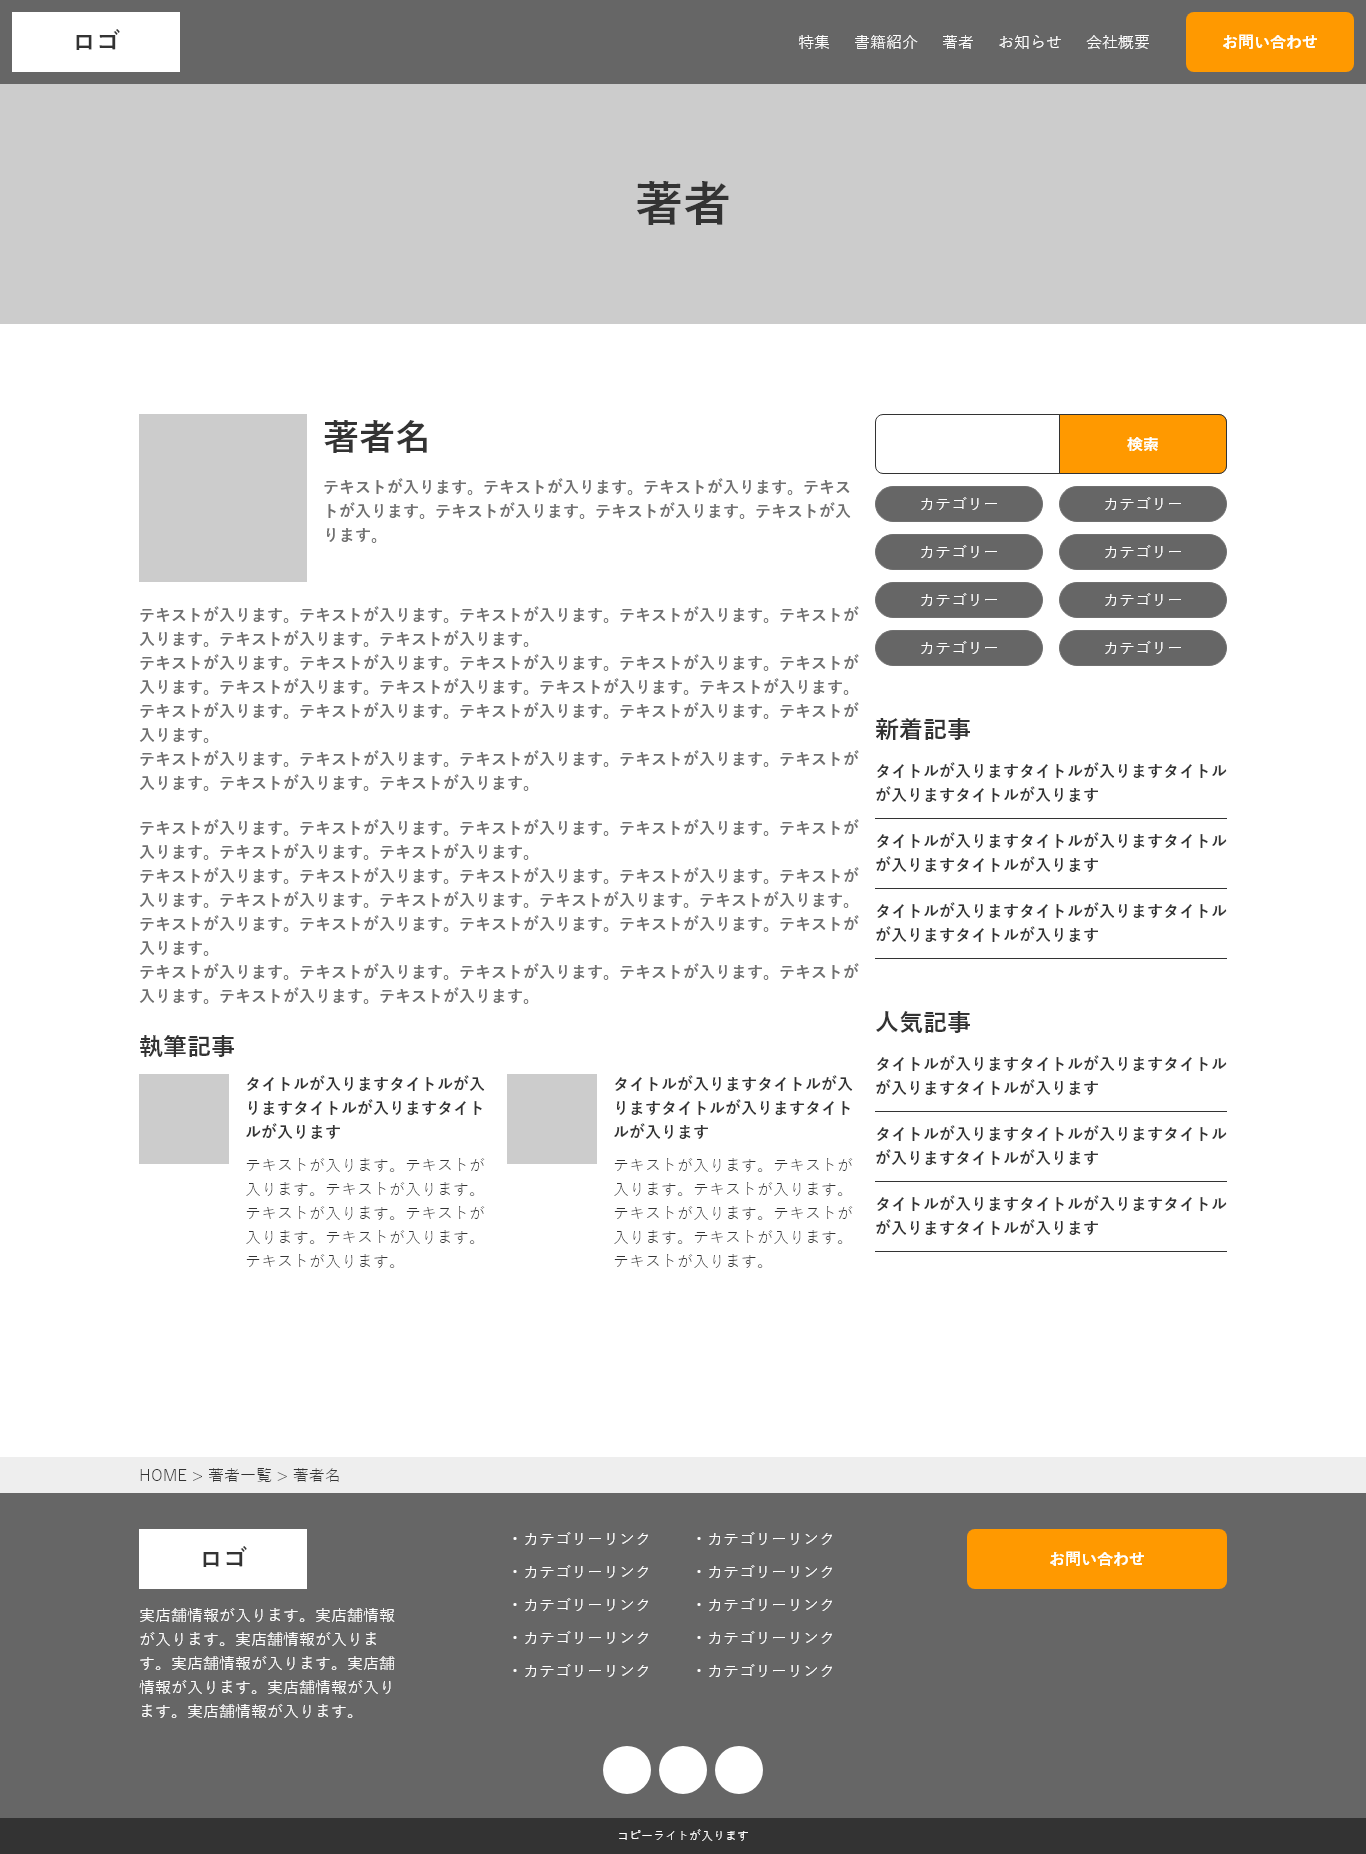 ロゴ
特集 書籍紹介 著者 お知らせ 会社概要 お問い合わせ
著者
著者名
テキストが入ります。テキストが入ります。テキストが入ります。テキス
トが入ります。テキストが入ります。テキストが入ります。テキストが入
ります。
テキストが入ります。テキストが入ります。テキストが入ります。テキストが入ります。テキストが
入ります。テキストが入ります。テキストが入ります。
テキストが入ります。テキストが入ります。テキストが入ります。テキストが入ります。テキストが
入ります。テキストが入ります。テキストが入ります。テキストが入ります。テキストが入ります。
テキストが入ります。テキストが入ります。テキストが入ります。テキストが入ります。テキストが
入ります。
テキストが入ります。テキストが入ります。テキストが入ります。テキストが入ります。テキストが
入ります。テキストが入ります。テキストが入ります。
テキストが入ります。テキストが入ります。テキストが入ります。テキストが入ります。テキストが
入ります。テキストが入ります。テキストが入ります。
テキストが入ります。テキストが入ります。テキストが入ります。テキストが入ります。テキストが
入ります。テキストが入ります。テキストが入ります。テキストが入ります。テキストが入ります。
テキストが入ります。テキストが入ります。テキストが入ります。テキストが入ります。テキストが
入ります。
テキストが入ります。テキストが入ります。テキストが入ります。テキストが入ります。テキストが
入ります。テキストが入ります。テキストが入ります。
執筆記事
タイトルが入りますタイトルが入
りますタイトルが入りますタイト
ルが入ります
テキストが入ります。テキストが
入ります。テキストが入ります。
テキストが入ります。テキストが
入ります。テキストが入ります。
テキストが入ります。
タイトルが入りますタイトルが入
りますタイトルが入りますタイト
ルが入ります
テキストが入ります。テキストが
入ります。テキストが入ります。
テキストが入ります。テキストが
入ります。テキストが入ります。
テキストが入ります。
検索
カテゴリー カテゴリー
カテゴリー カテゴリー
カテゴリー カテゴリー
カテゴリー カテゴリー
新着記事
タイトルが入りますタイトルが入りますタイトル
が入りますタイトルが入ります
タイトルが入りますタイトルが入りますタイトル
が入りますタイトルが入ります
タイトルが入りますタイトルが入りますタイトル
が入りますタイトルが入ります
人気記事
タイトルが入りますタイトルが入りますタイトル
が入りますタイトルが入ります
タイトルが入りますタイトルが入りますタイトル
が入りますタイトルが入ります
タイトルが入りますタイトルが入りますタイトル
が入りますタイトルが入ります
HOME > 著者一覧 > 著者名
ロゴ
実店舗情報が入ります。実店舗情報
が入ります。実店舗情報が入りま
す。実店舗情報が入ります。実店舗
情報が入ります。実店舗情報が入り
ます。実店舗情報が入ります。
・カテゴリーリンク ・カテゴリーリンク
・カテゴリーリンク ・カテゴリーリンク
・カテゴリーリンク ・カテゴリーリンク
・カテゴリーリンク ・カテゴリーリンク
・カテゴリーリンク ・カテゴリーリンク
お問い合わせ
コピーライトが入ります